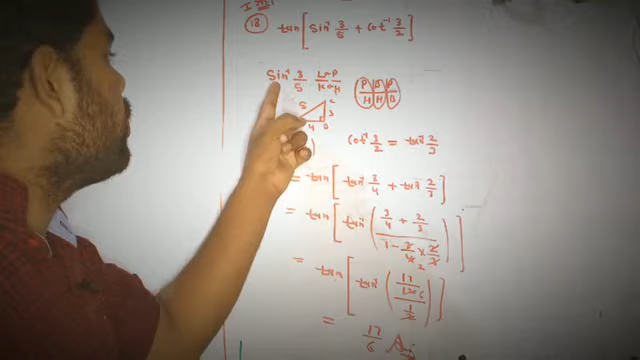 18) tan[sin⁻¹ 3/5 + cot⁻¹ 3/2]
sin⁻¹ 3/5
P B P
H H B
5 3
4 B
cot⁻¹ 3/2 = tan⁻¹ 2/3
= tan[tan⁻¹ 3/4 + tan⁻¹ 2/3]
= tan[tan⁻¹((3/4 + 2/3)/(1 - 3/4 × 2/3))]
= tan[tan⁻¹((17/12)/(1/2))]
= 17/6 Ans